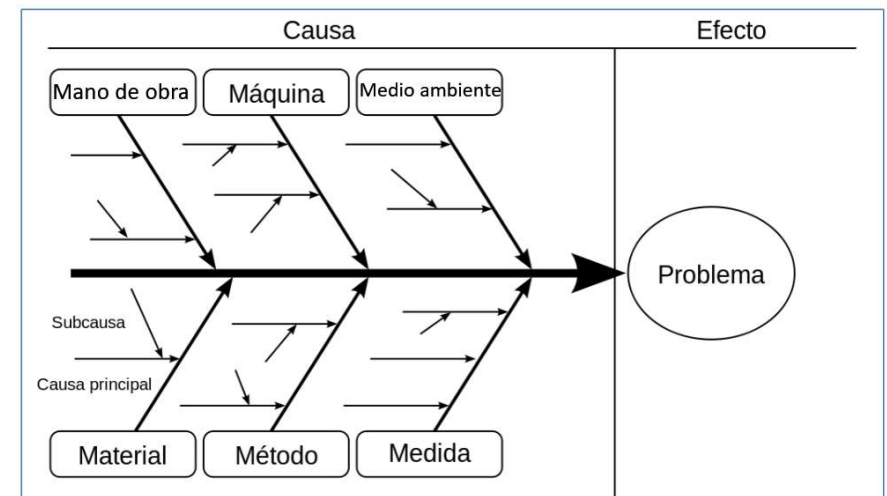 Causa
Efecto
Mano de obra
Máquina
Medio ambiente
Problema
Subcausa
Causa principal
Material
Método
Medida